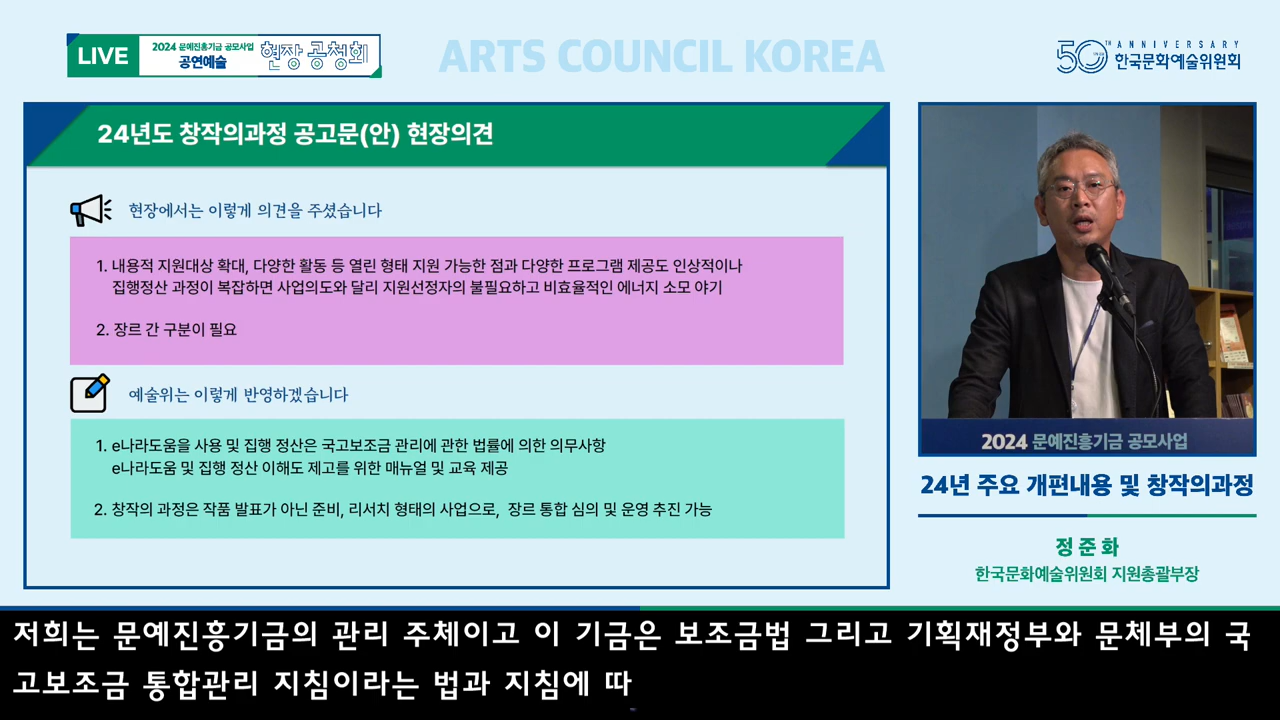 LIVE
2024 문예진흥기금 공모사업
공연예술
현장 공청회
ARTS COUNCIL KOREA
50TH ANNIVERSARY
한국문화예술위원회
24년도 창작의과정 공고문(안) 현장의견
현장에서는 이렇게 의견을 주셨습니다
1. 내용적 지원대상 확대, 다양한 활동 등 열린 형태 지원 가능한 점과 다양한 프로그램 제공도 인상적이나
집행정산 과정이 복잡하면 사업의도와 달리 지원선정자의 불필요하고 비효율적인 에너지 소모 야기
2. 장르 간 구분이 필요
예술위는 이렇게 반영하겠습니다
1. e나라도움을 사용 및 집행 정산은 국고보조금 관리에 관한 법률에 의한 의무사항
e나라도움 및 집행 정산 이해도 제고를 위한 매뉴얼 및 교육 제공
2. 창작의 과정은 작품 발표가 아닌 준비, 리서치 형태의 사업으로, 장르 통합 심의 및 운영 추진 가능
2024 문예진흥기금 공모사업
24년 주요 개편내용 및 창작의과정
정준화
한국문화예술위원회 지원총괄부장
저희는 문예진흥기금의 관리 주체이고 이 기금은 보조금법 그리고 기획재정부와 문체부의 국
고보조금 통합관리 지침이라는 법과 지침에 따